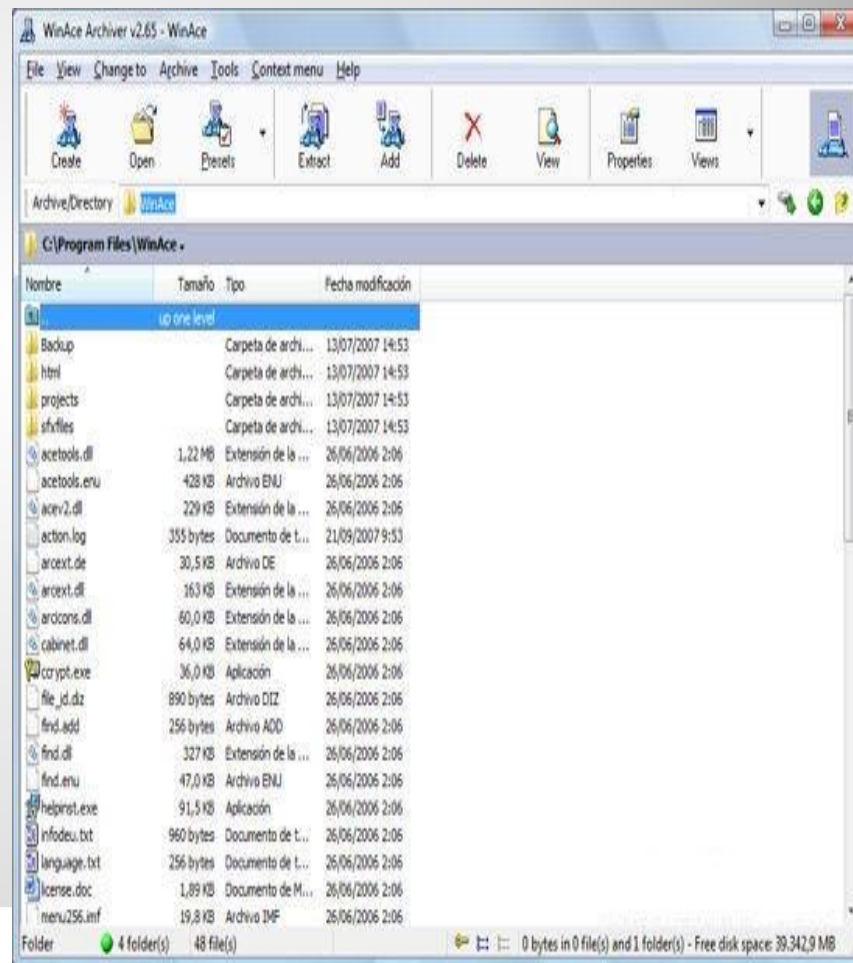 WinAce Archiver v2.65 - WinAce
File View Change to Archive Tools Context menu Help
Create Open Presets Extract Add Delete View Properties Views
Archive/Directory WinAce
C:\Program Files\WinAce
Nombre Tamaño Tipo Fecha modificación
.. up one level
Backup Carpeta de archi... 13/07/2007 14:53
html Carpeta de archi... 13/07/2007 14:53
projects Carpeta de archi... 13/07/2007 14:53
sfxfiles Carpeta de archi... 13/07/2007 14:53
acetools.dll 1,22 MB Extensión de la ... 26/06/2006 2:06
acetools.enu 428 KB Archivo ENU 26/06/2006 2:06
acev2.dll 229 KB Extensión de la ... 26/06/2006 2:06
action.log 355 bytes Documento de t... 21/09/2007 9:53
arcext.de 30,5 KB Archivo DE 26/06/2006 2:06
arcext.dll 163 KB Extensión de la ... 26/06/2006 2:06
arcicons.dll 60,0 KB Extensión de la ... 26/06/2006 2:06
cabinet.dll 64,0 KB Extensión de la ... 26/06/2006 2:06
ccrypt.exe 36,0 KB Aplicación 26/06/2006 2:06
file_id.diz 890 bytes Archivo DIZ 26/06/2006 2:06
find.add 256 bytes Archivo ADD 26/06/2006 2:06
find.dll 327 KB Extensión de la ... 26/06/2006 2:06
find.enu 47,0 KB Archivo ENU 26/06/2006 2:06
helpinst.exe 91,5 KB Aplicación 26/06/2006 2:06
infodeu.txt 960 bytes Documento de t... 26/06/2006 2:06
language.txt 256 bytes Documento de t... 26/06/2006 2:06
license.doc 1,89 KB Documento de M... 26/06/2006 2:06
menu256.imf 19,8 KB Archivo IMF 26/06/2006 2:06
Folder 4 folder(s) 48 file(s) 0 bytes in 0 file(s) and 1 folder(s) - Free disk space: 39.342,9 MB